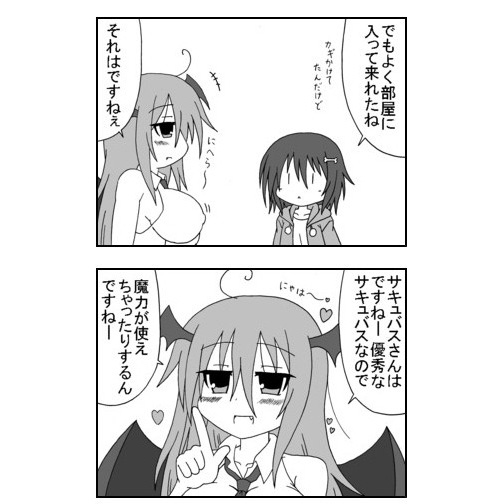 でもよく部屋に
入って来れたね
カギかけて
たんだけど
それはですねぇ
にへら～
サキュバスさんは
ですねー優秀な
サキュバスなので
にゃは～
魔力が使え
ちゃったりするん
ですねー